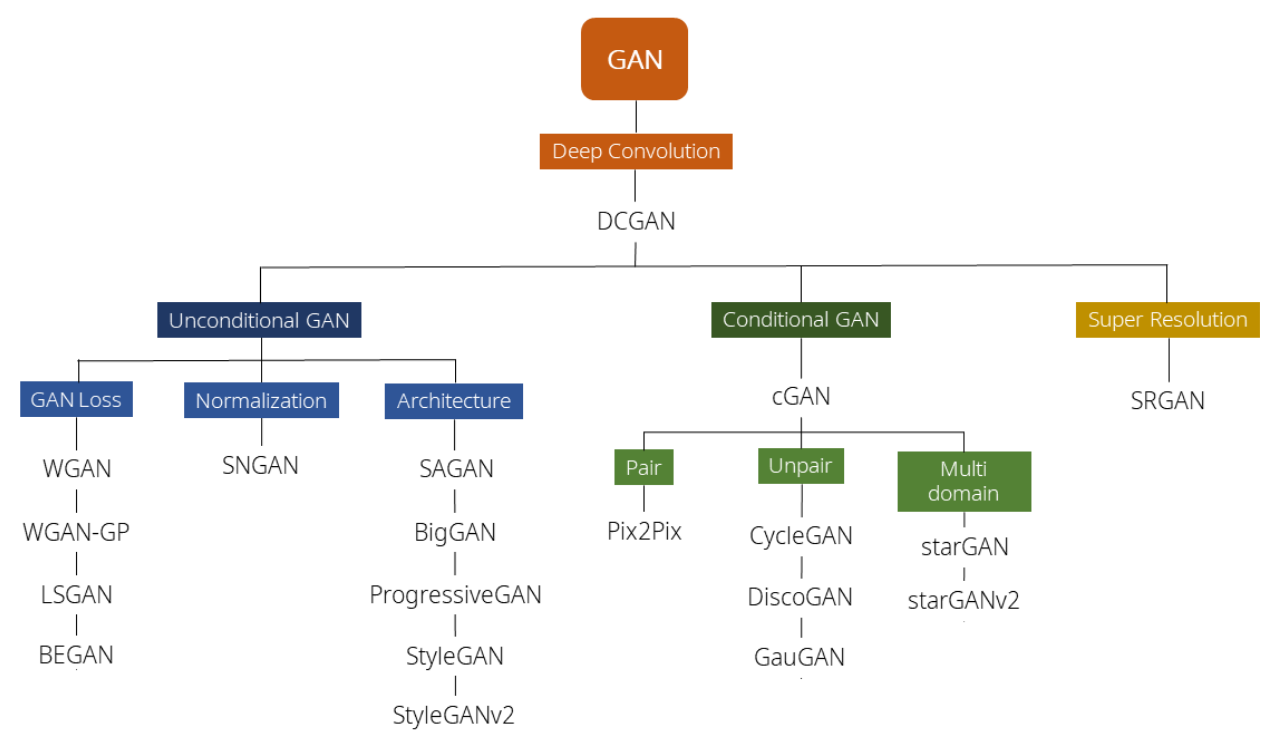 GAN
Deep Convolution
DCGAN
Unconditional GAN
Conditional GAN
Super Resolution
GAN Loss
Normalization
Architecture
cGAN
SRGAN
WGAN
SNGAN
SAGAN
Pair
Unpair
Multi
domain
WGAN-GP
BigGAN
Pix2Pix
CycleGAN
starGAN
LSGAN
ProgressiveGAN
DiscoGAN
starGANv2
BEGAN
StyleGAN
GauGAN
StyleGANv2